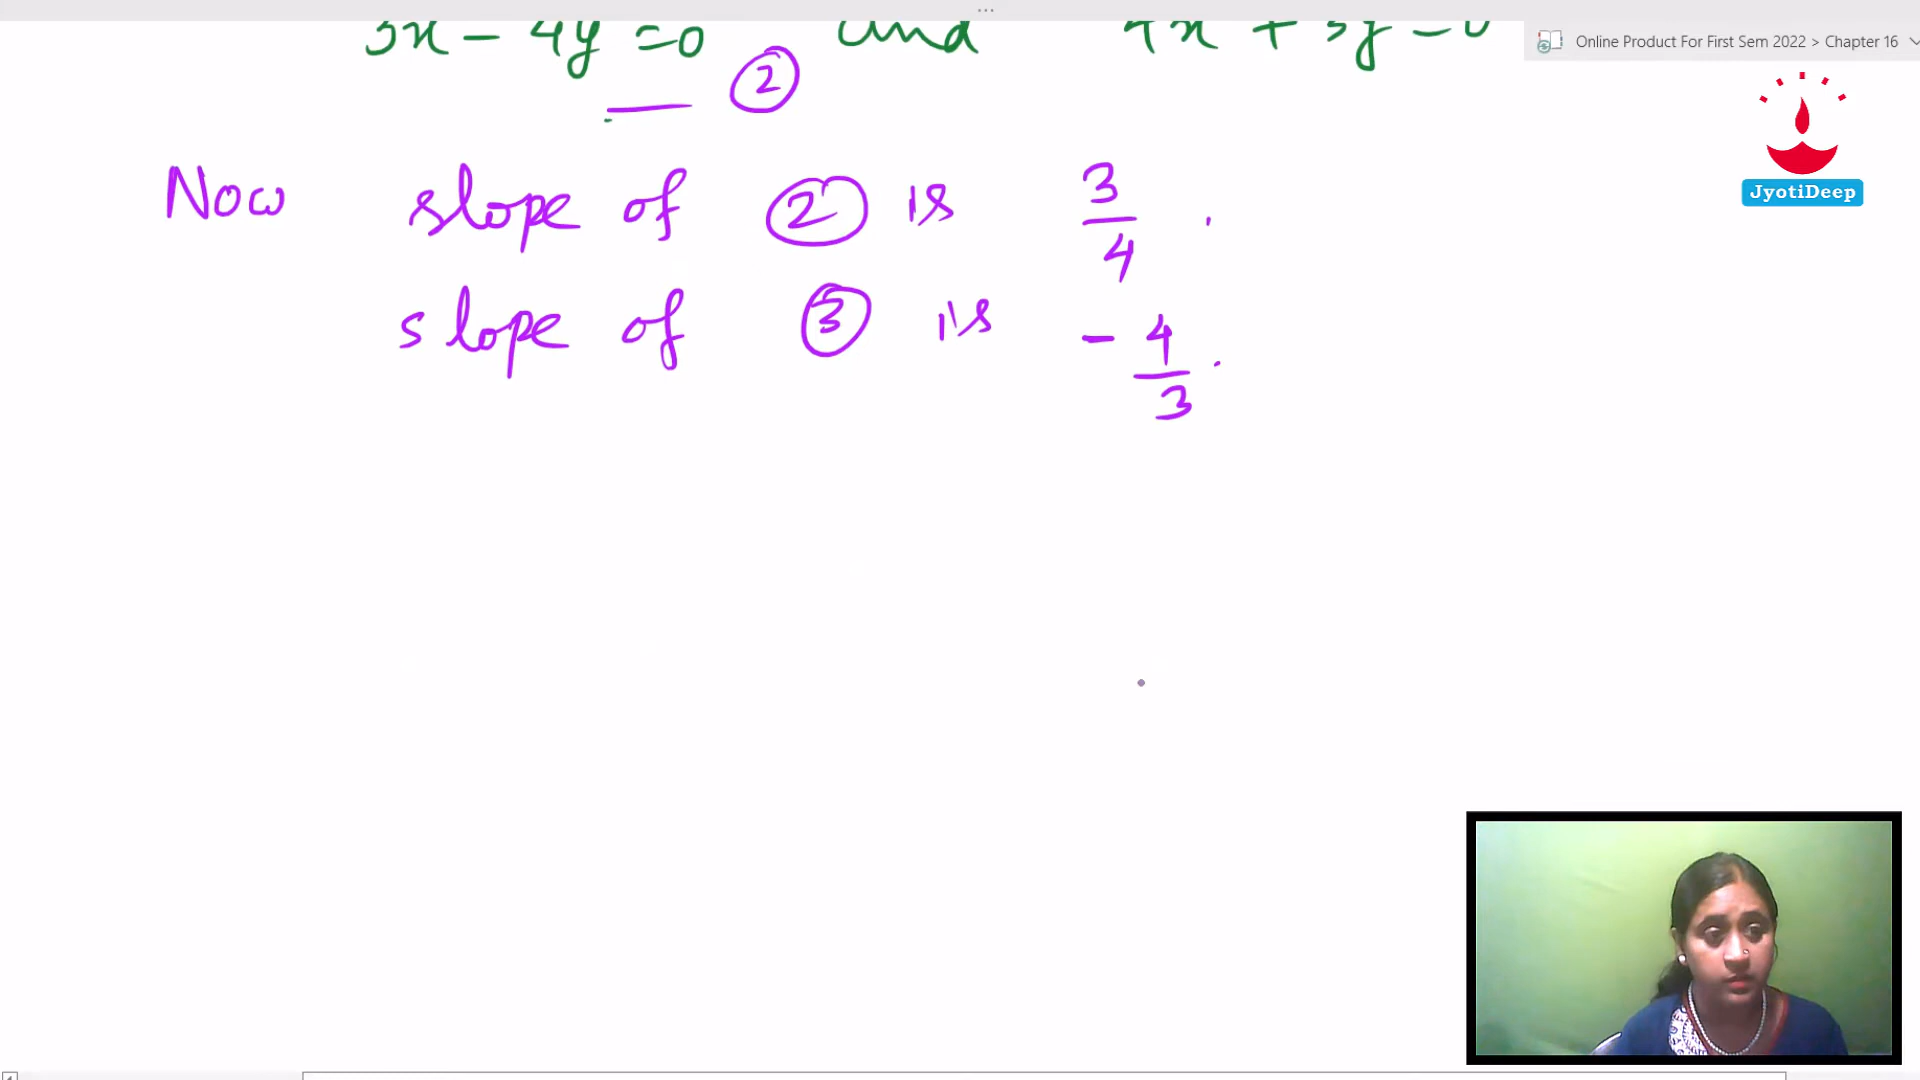 3x - 4y = 0 and 4x + 3y = 0
Online Product For First Sem 2022 > Chapter 16
②
JyotiDeep
Now slope of ② is 3/4 .
slope of ③ is - 4/3 .